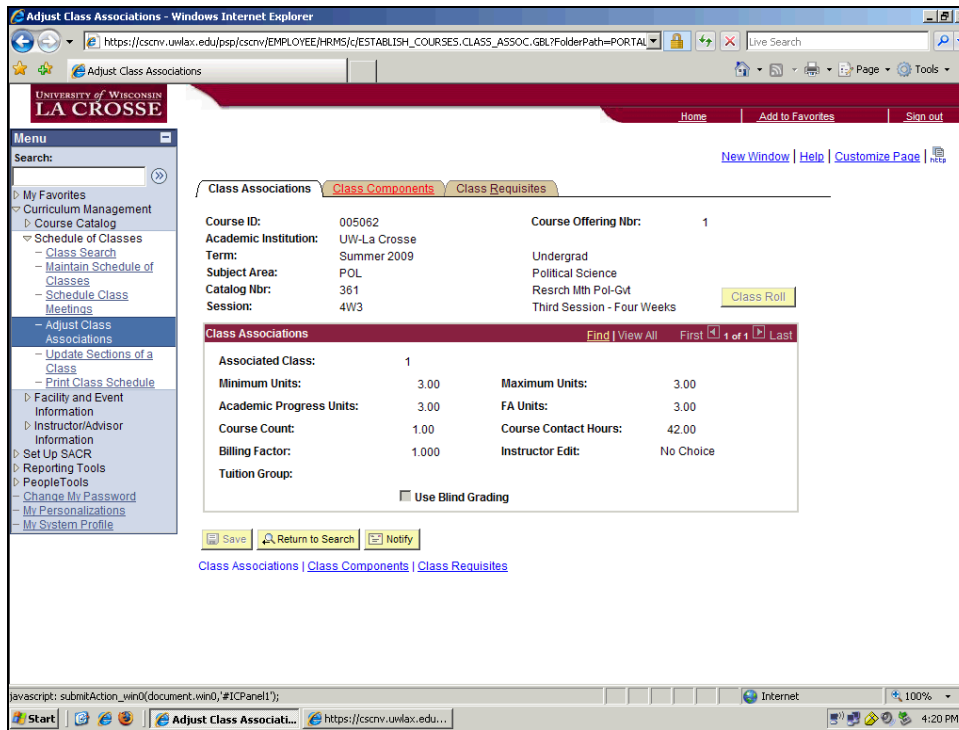 Adjust Class Associations - Windows Internet Explorer
https://cscnv.uwlax.edu/psp/cscnv/EMPLOYEE/HRMS/c/ESTABLISH_COURSES.CLASS_ASSOC.GBL?FolderPath=PORTAL
Live Search
Adjust Class Associations
Page
Tools
UNIVERSITY of WISCONSIN
LA CROSSE
Home
Add to Favorites
Sign out
Menu
Search:
My Favorites
Curriculum Management
Course Catalog
Schedule of Classes
– Class Search
– Maintain Schedule of
Classes
– Schedule Class
Meetings
– Adjust Class
Associations
– Update Sections of a
Class
– Print Class Schedule
Facility and Event
Information
Instructor/Advisor
Information
Set Up SACR
Reporting Tools
PeopleTools
– Change My Password
– My Personalizations
– My System Profile
New Window | Help | Customize Page |
Class Associations Class Components Class Requisites
Course ID: 005062 Course Offering Nbr: 1
Academic Institution: UW-La Crosse
Term: Summer 2009 Undergrad
Subject Area: POL Political Science
Catalog Nbr: 361 Resrch Mth Pol-Gvt
Class Roll
Session: 4W3 Third Session - Four Weeks
Class Associations Find | View All First 1 of 1 Last
Associated Class: 1
Minimum Units: 3.00 Maximum Units: 3.00
Academic Progress Units: 3.00 FA Units: 3.00
Course Count: 1.00 Course Contact Hours: 42.00
Billing Factor: 1.000 Instructor Edit: No Choice
Tuition Group:
Use Blind Grading
Save Return to Search Notify
Class Associations | Class Components | Class Requisites
javascript: submitAction_win0(document.win0,'#ICPanel1');
Internet
100%
Start
Adjust Class Associati...
https://cscnv.uwlax.edu...
4:20 PM